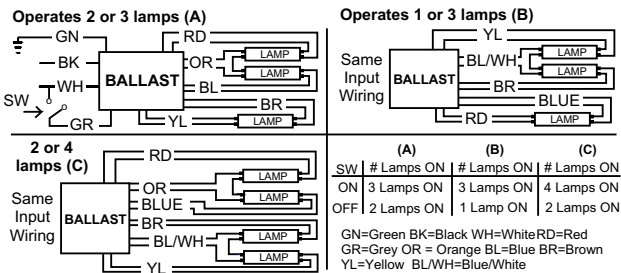 Operates 2 or 3 lamps (A)
GN
BK
WH
SW
GR
BALLAST
RD
OR
BL
LAMP
LAMP
BR
YL
LAMP
Operates 1 or 3 lamps (B)
Same
Input
Wiring
BALLAST
YL
BL/WH
LAMP
LAMP
BR
BLUE
RD
LAMP
2 or 4
lamps (C)
Same
Input
Wiring
BALLAST
RD
OR
BLUE
LAMP
LAMP
BR
BL/WH
LAMP
LAMP
YL
(A) (B) (C)
SW # Lamps ON # Lamps ON # Lamps ON
ON 3 Lamps ON 3 Lamps ON 4 Lamps ON
OFF 2 Lamps ON 1 Lamp ON 2 Lamps ON
GN=Green BK=Black WH=WhiteRD=Red
GR=Grey OR = Orange BL=Blue BR=Brown
YL=Yellow BL/WH=Blue/White